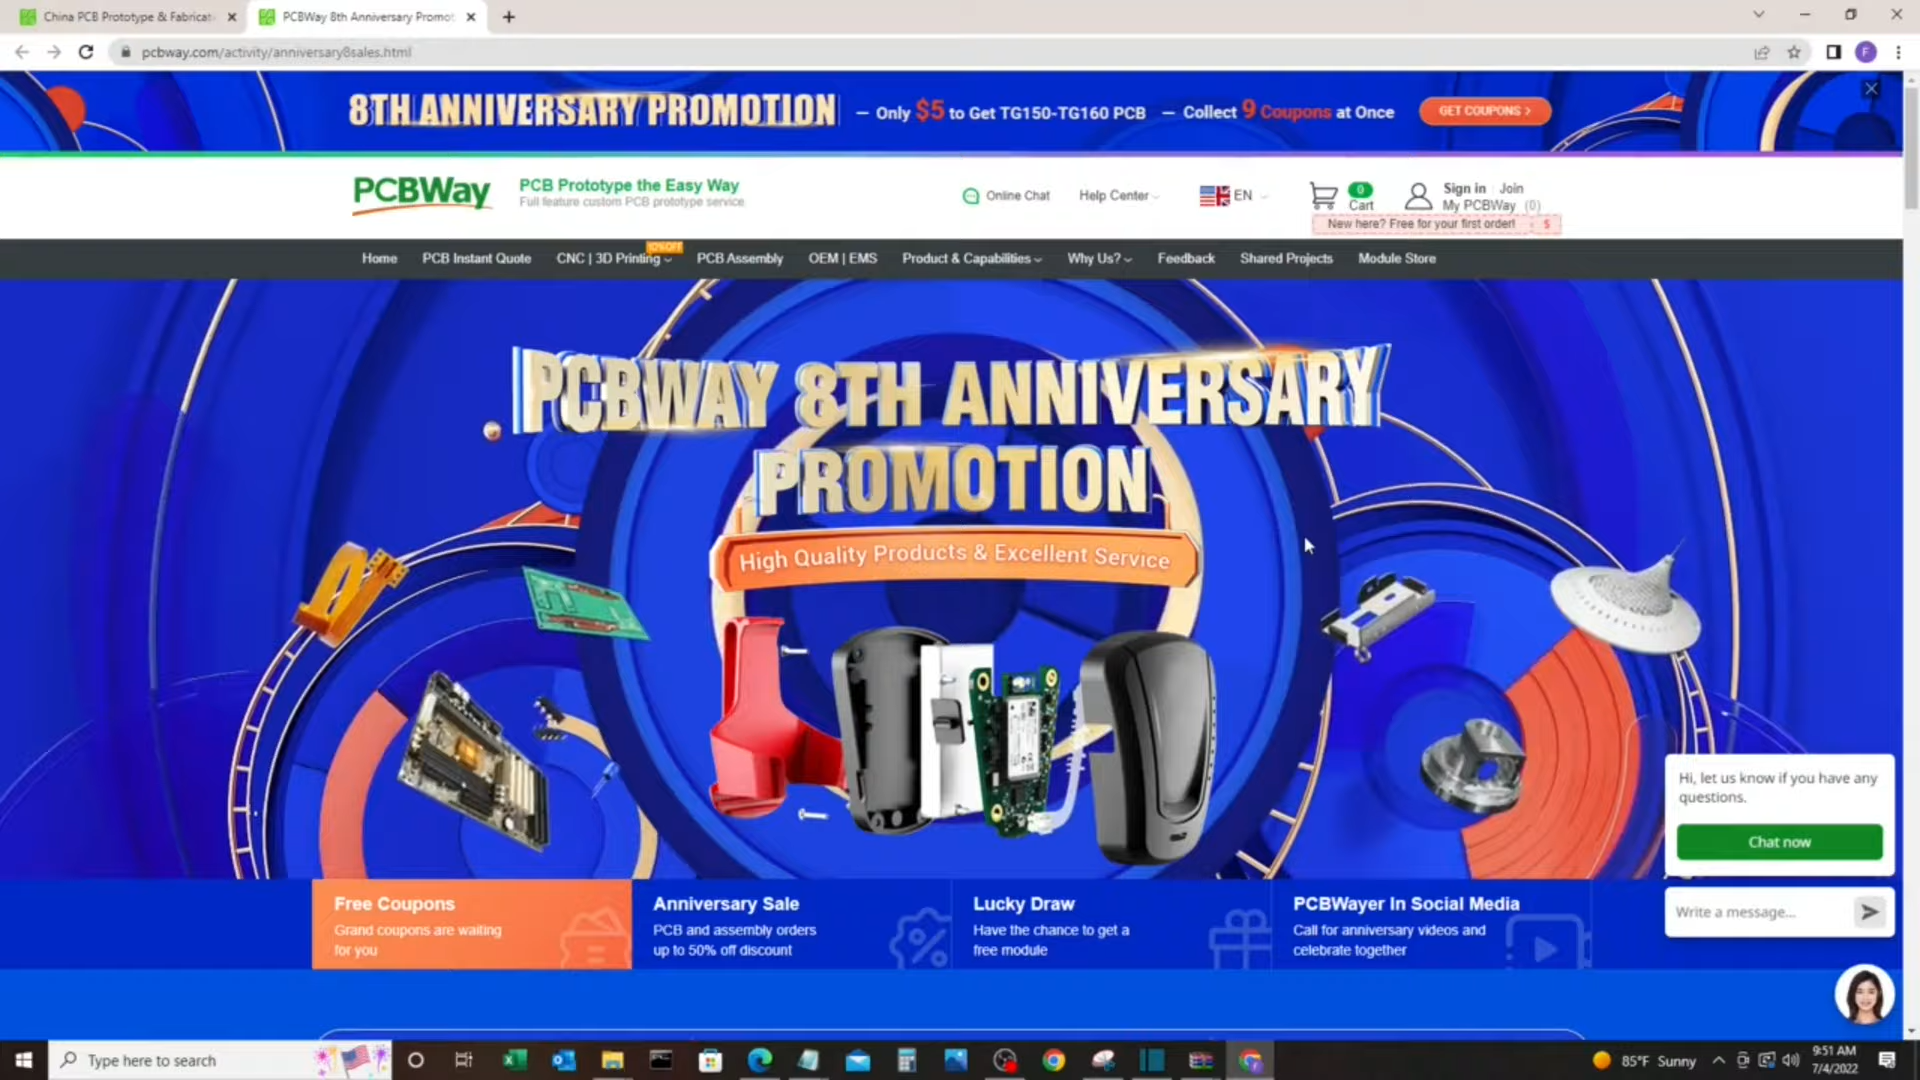 China PCB Prototype & Fabricat
PCBWay 8th Anniversary Promot
pcbway.com/activity/anniversary8sales.html
F
8TH ANNIVERSARY PROMOTION — Only $5 to Get TG150-TG160 PCB — Collect 9 Coupons at Once GET COUPONS >
PCBWay
PCB Prototype the Easy Way
Full feature custom PCB prototype service
Online Chat
Help Center
EN
0
Cart
Sign in | Join
My PCBWay (0)
New here? Free for your first order! - $
10%OFF
Home
PCB Instant Quote
CNC | 3D Printing
PCB Assembly
OEM | EMS
Product & Capabilities
Why Us?
Feedback
Shared Projects
Module Store
PCBWAY 8TH ANNIVERSARY
PROMOTION
High Quality Products & Excellent Service
Free Coupons
Grand coupons are waiting
for you
Anniversary Sale
PCB and assembly orders
up to 50% off discount
Lucky Draw
Have the chance to get a
free module
PCBWayer In Social Media
Call for anniversary videos and
celebrate together
Hi, let us know if you have any
questions.
Chat now
Write a message...
Type here to search
85°F Sunny
9:51 AM
7/4/2022